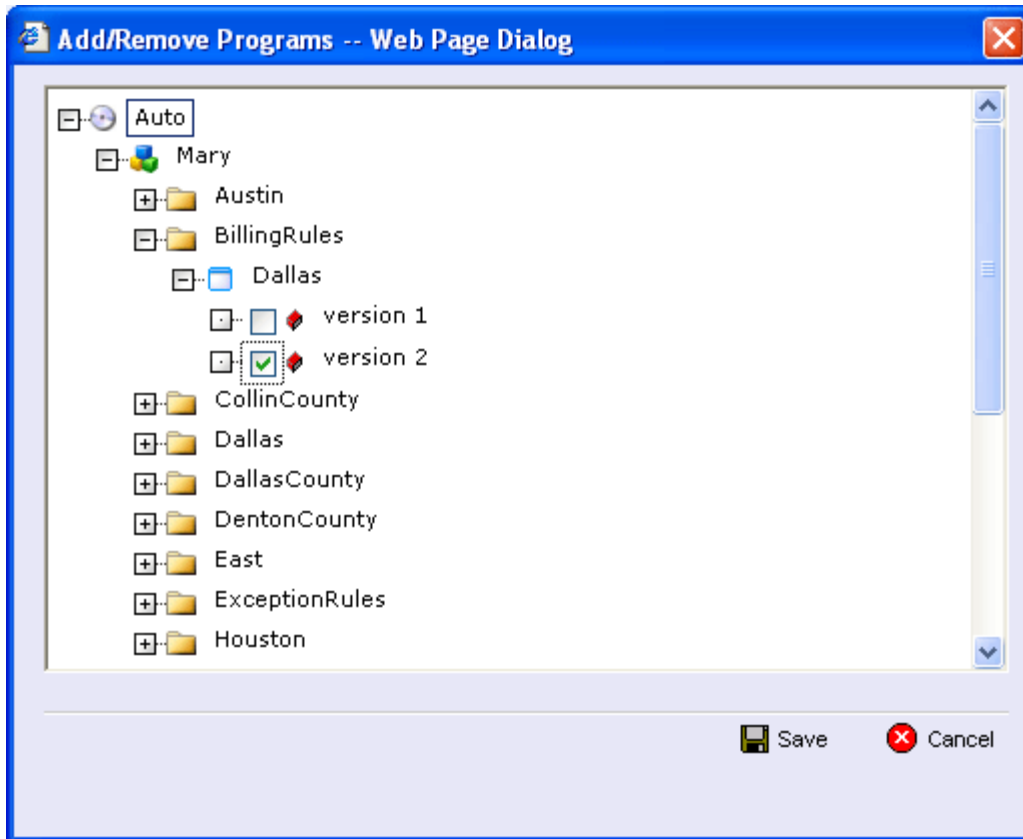 Add/Remove Programs -- Web Page Dialog
Auto
Mary
Austin
BillingRules
Dallas
version 1
version 2
CollinCounty
Dallas
DallasCounty
DentonCounty
East
ExceptionRules
Houston
Save Cancel